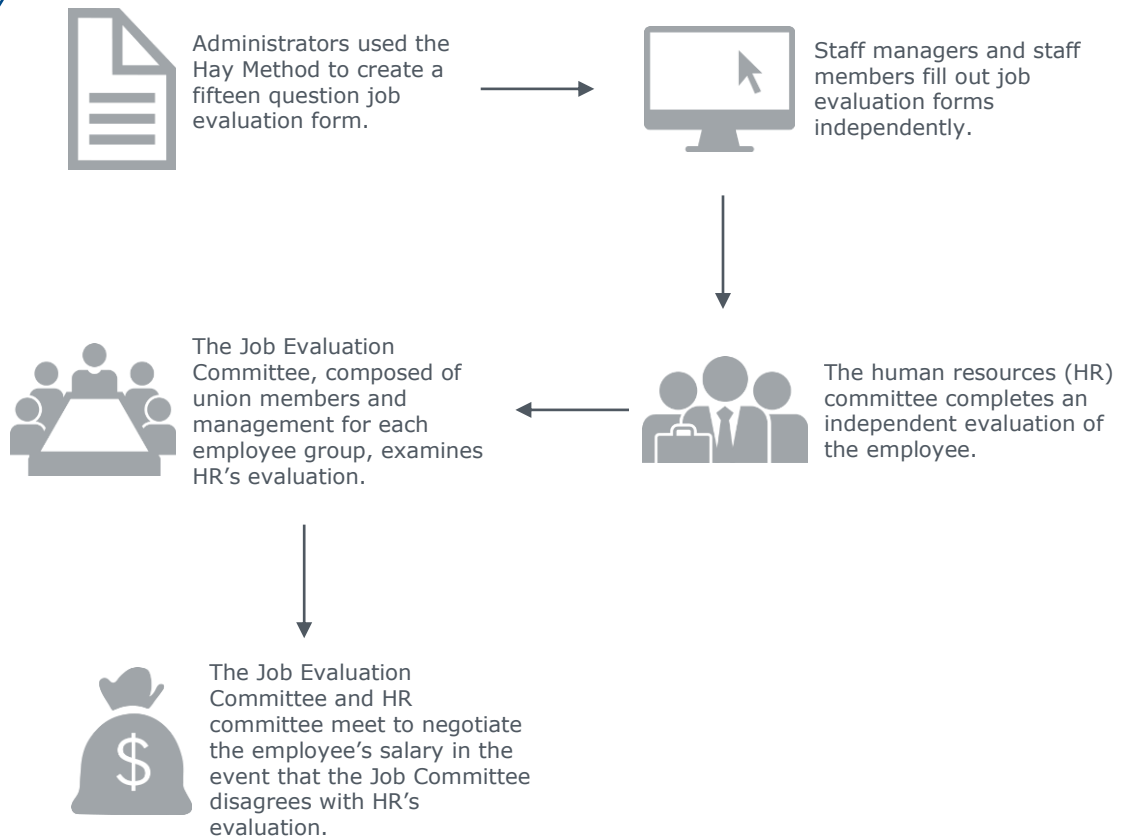 Administrators used the
Hay Method to create a
fifteen question job
evaluation form.
Staff managers and staff
members fill out job
evaluation forms
independently.
The human resources (HR)
committee completes an
independent evaluation of
the employee.
The Job Evaluation
Committee, composed of
union members and
management for each
employee group, examines
HR’s evaluation.
The Job Evaluation
Committee and HR
committee meet to negotiate
the employee’s salary in the
event that the Job Committee
disagrees with HR’s
evaluation.
$